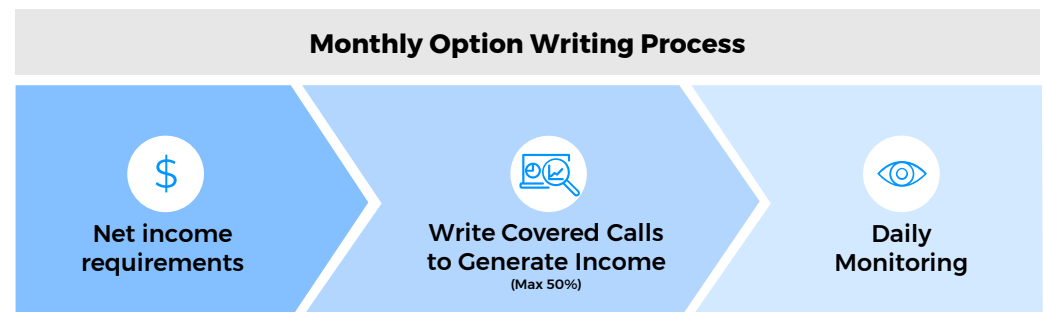 Monthly Option Writing Process
$
Net income
requirements
Write Covered Calls
to Generate Income
(Max 50%)
Daily
Monitoring